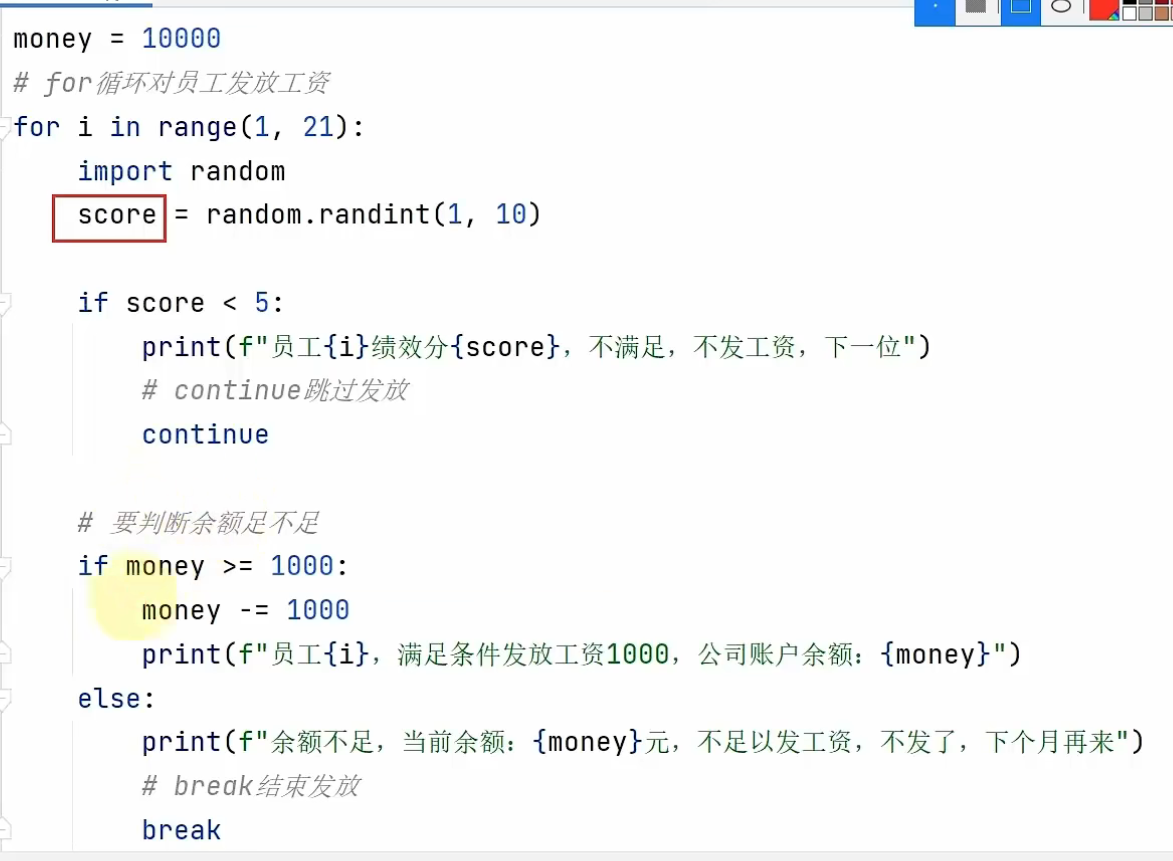 money = 10000
# for循环对员工发放工资
for i in range(1, 21):
    import random
    score = random.randint(1, 10)
    if score < 5:
        print(f"员工{i}绩效分{score}，不满足，不发工资，下一位")
        # continue跳过发放
        continue
    # 要判断余额足不足
    if money >= 1000:
        money -= 1000
        print(f"员工{i}，满足条件发放工资1000，公司账户余额：{money}")
    else:
        print(f"余额不足，当前余额：{money}元，不足以发工资，不发了，下个月再来")
        # break结束发放
        break